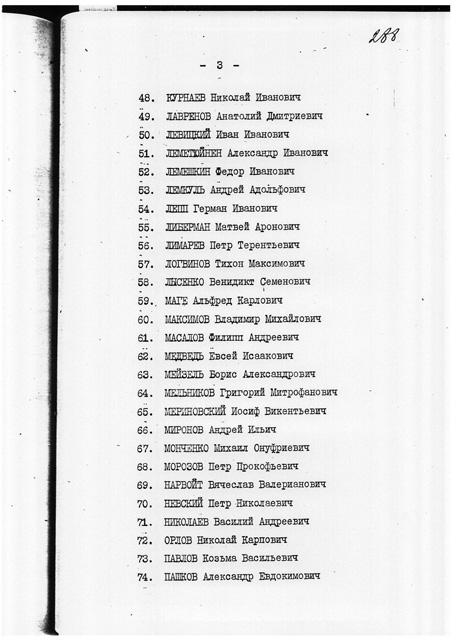 288
- 3 -
48. КУРНАЕВ Николай Иванович
49. ЛАВРЕНОВ Анатолий Дмитриевич
50. ЛЕВИЦКИЙ Иван Иванович
51. ЛЕМЕТЮЙНЕН Александр Иванович
52. ЛЕМЕШКИН Федор Иванович
53. ЛЕМКУЛЬ Андрей Адольфович
54. ЛЕПП Герман Иванович
55. ЛИБЕРМАН Матвей Аронович
56. ЛИМАРЕВ Петр Терентьевич
57. ЛОГВИНОВ Тихон Максимович
58. ЛЫСЕНКО Венидикт Семенович
59. МАГЕ Альфред Карлович
60. МАКСИМОВ Владимир Михайлович
61. МАСАЛОВ Филипп Андреевич
62. МЕДВЕДЬ Евсей Исаакович
63. МЕЙЗЕЛЬ Борис Александрович
64. МЕЛЬНИКОВ Григорий Митрофанович
65. МЕРИНОВСКИЙ Иосиф Викентьевич
66. МИРОНОВ Андрей Ильич
67. МОНЧЕНКО Михаил Онуфриевич
68. МОРОЗОВ Петр Прокофьевич
69. НАРВОЙТ Вячеслав Валерианович
70. НЕВСКИЙ Петр Николаевич
71. НИКОЛАЕВ Василий Андреевич
72. ОРЛОВ Николай Карпович
73. ПАВЛОВ Козьма Васильевич
74. ПАШКОВ Александр Евдокимович